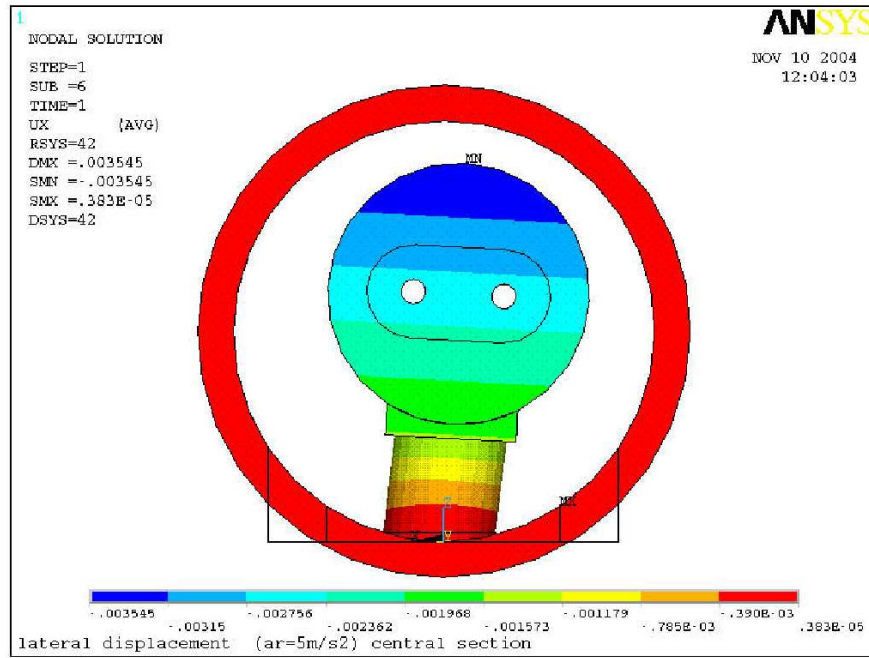 1
ANSYS
NODAL SOLUTION
NOV 10 2004
12:04:03
STEP=1
SUB =6
TIME=1
UX (AVG)
RSYS=42
DMX =.003545
SMN =-.003545
SMX =.383E-05
DSYS=42
MN
MX
-.003545 -.002756 -.001968 -.001179 -.390E-03
-.00315 -.002362 -.001573 -.785E-03 .383E-05
lateral displacement (ar=5m/s2) central section